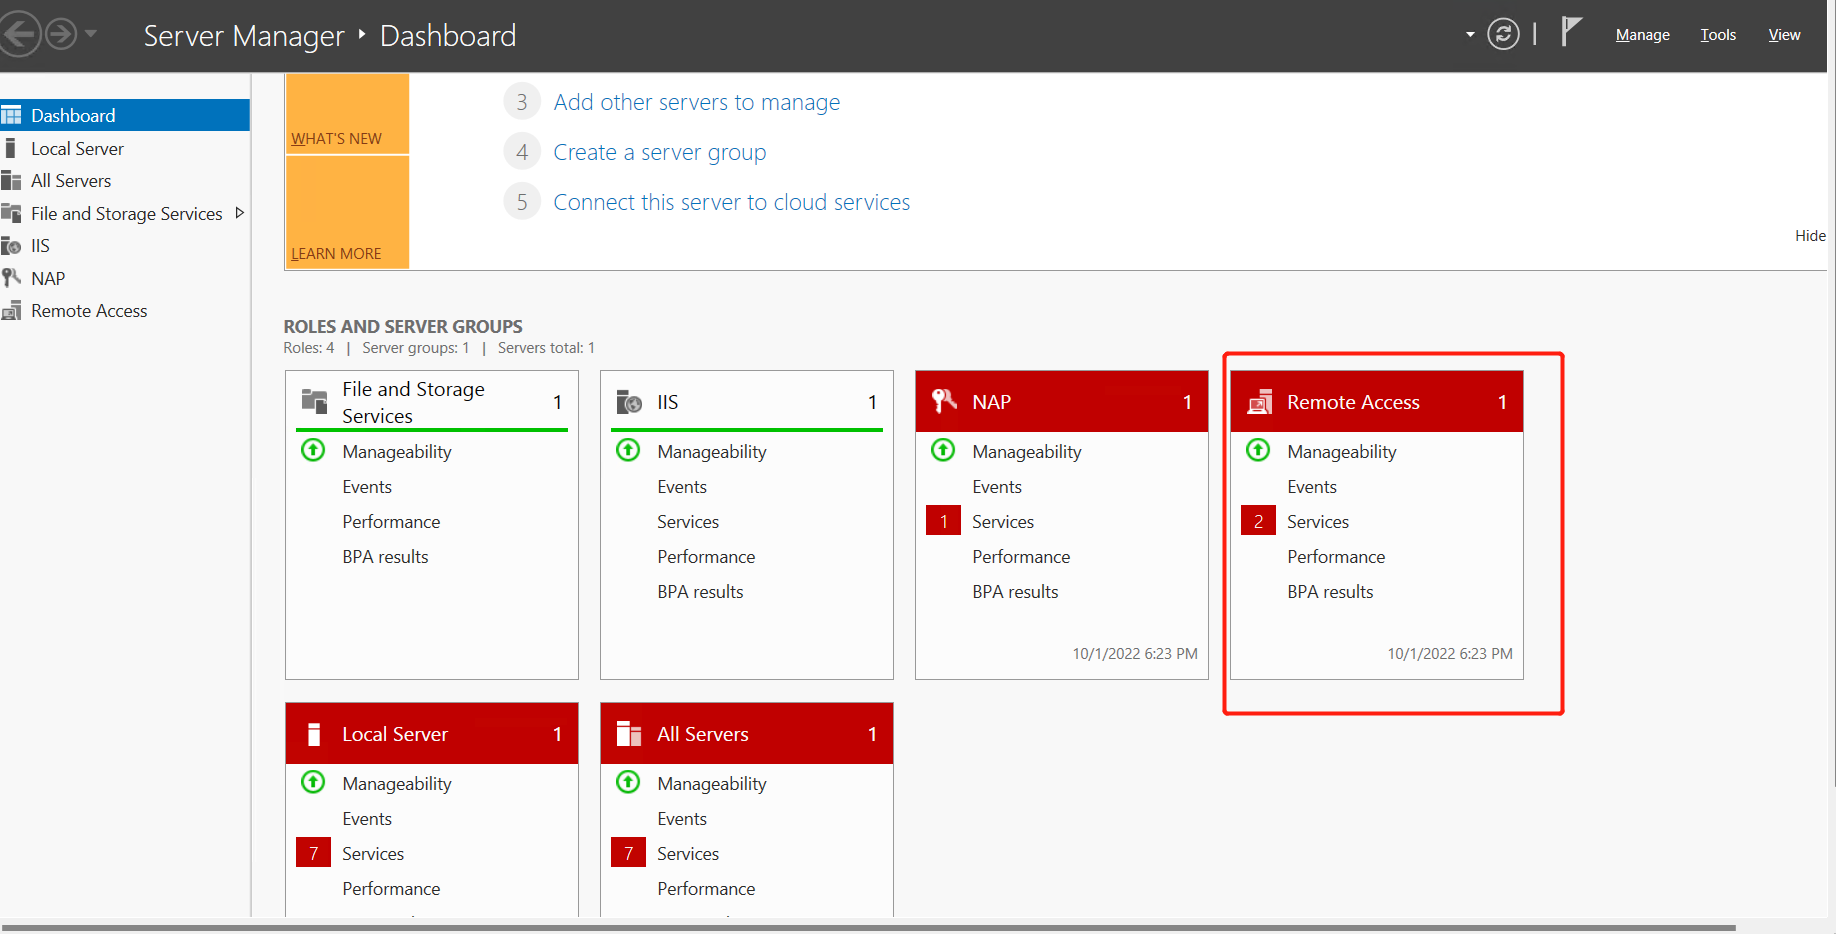 Server Manager ‣ Dashboard
Manage
Tools
View
Dashboard
Local Server
All Servers
File and Storage Services
IIS
NAP
Remote Access
WHAT'S NEW
LEARN MORE
3 Add other servers to manage
4 Create a server group
5 Connect this server to cloud services
Hide
ROLES AND SERVER GROUPS
Roles: 4 | Server groups: 1 | Servers total: 1
File and Storage
Services 1
Manageability
Events
Performance
BPA results
IIS 1
Manageability
Events
Services
Performance
BPA results
NAP 1
Manageability
Events
1 Services
Performance
BPA results
10/1/2022 6:23 PM
Remote Access 1
Manageability
Events
2 Services
Performance
BPA results
10/1/2022 6:23 PM
Local Server 1
Manageability
Events
7 Services
Performance
All Servers 1
Manageability
Events
7 Services
Performance